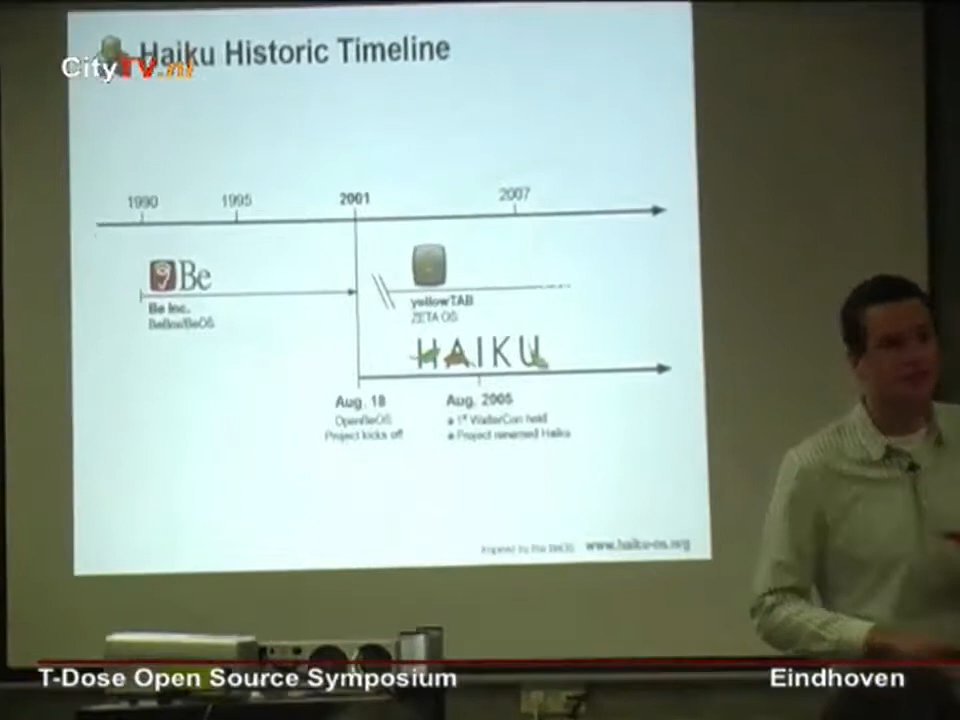 Haiku Historic Timeline
CityTV.nl
1990 1995 2001 2007
Be
Be Inc.
BeBox/BeOS
yellowTAB
ZETA OS
HAIKU
Aug. 18
OpenBeOS
Project kicks off
Aug. 2005
1st WalterCon held
Project renamed Haiku
Inspired by the BeOS www.haiku-os.org
T-Dose Open Source Symposium Eindhoven